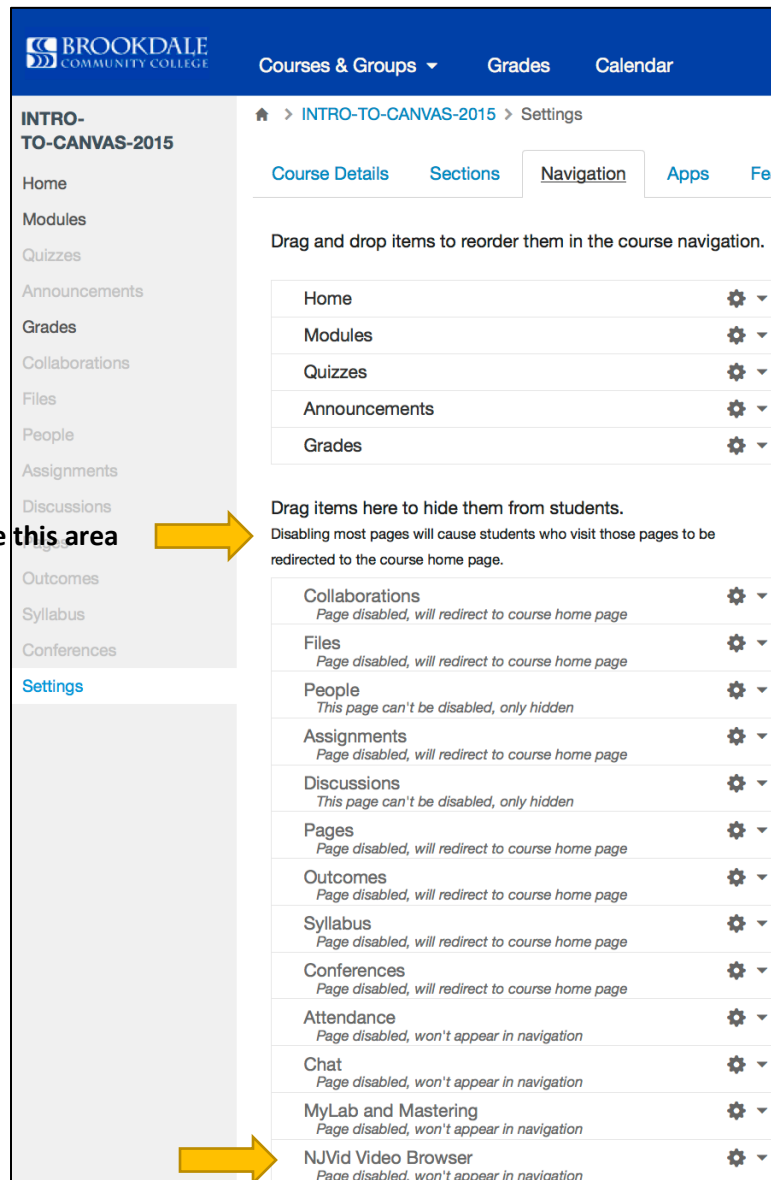 BROOKDALE
COMMUNITY COLLEGE
Courses & Groups
Grades
Calendar
INTRO-
TO-CANVAS-2015
Home
Modules
Quizzes
Announcements
Grades
Collaborations
Files
People
Assignments
Discussions
this area
Outcomes
Syllabus
Conferences
Settings
> INTRO-TO-CANVAS-2015 > Settings
Course Details
Sections
Navigation
Apps
Fe
Drag and drop items to reorder them in the course navigation.
Home
Modules
Quizzes
Announcements
Grades
Drag items here to hide them from students.
Disabling most pages will cause students who visit those pages to be
redirected to the course home page.
Collaborations
Page disabled, will redirect to course home page
Files
Page disabled, will redirect to course home page
People
This page can't be disabled, only hidden
Assignments
Page disabled, will redirect to course home page
Discussions
This page can't be disabled, only hidden
Pages
Page disabled, will redirect to course home page
Outcomes
Page disabled, will redirect to course home page
Syllabus
Page disabled, will redirect to course home page
Conferences
Page disabled, will redirect to course home page
Attendance
Page disabled, won't appear in navigation
Chat
Page disabled, won't appear in navigation
MyLab and Mastering
Page disabled, won't appear in navigation
NJVid Video Browser
Page disabled, won't appear in navigation